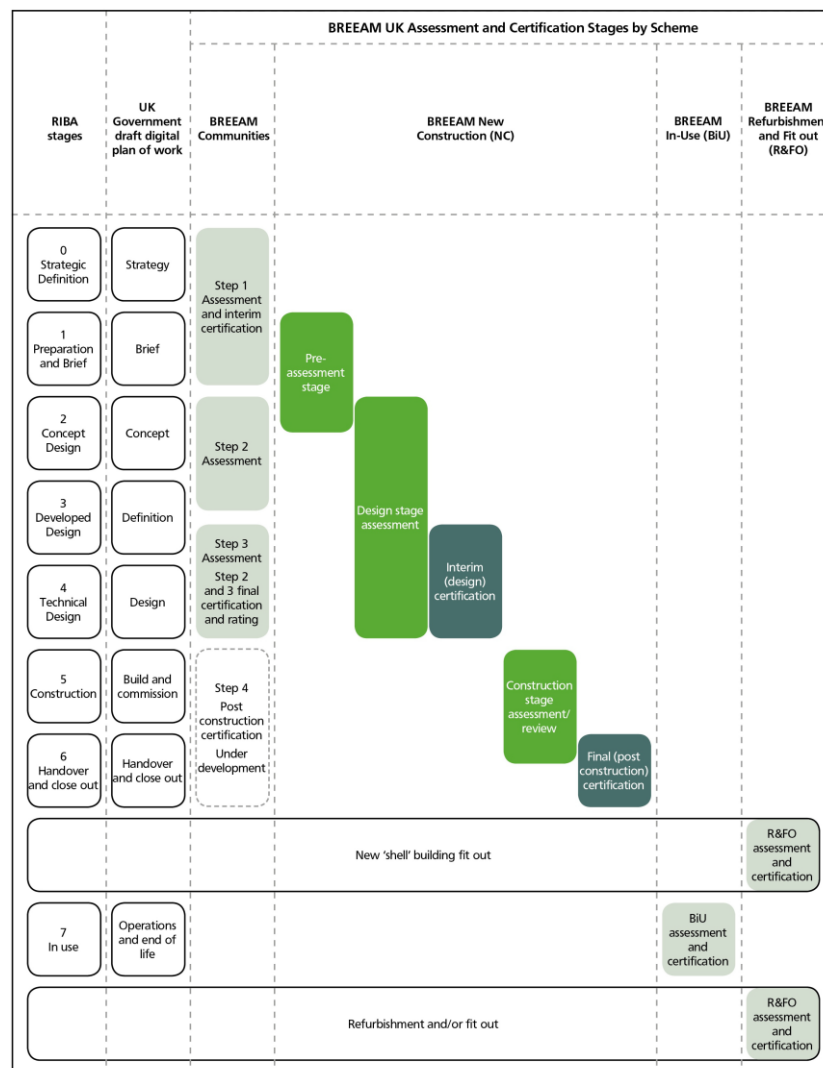 BREEAM UK Assessment and Certification Stages by Scheme
RIBA
stages
UK
Government
draft digital
plan of work
BREEAM
Communities
BREEAM New
Construction (NC)
BREEAM
In-Use (BiU)
BREEAM
Refurbishment
and Fit out
(R&FO)
0
Strategic
Definition
Strategy
Step 1
Assessment
and interim
certification
1
Preparation
and Brief
Brief
Pre-
assessment
stage
2
Concept
Design
Concept
Step 2
Assessment
Design stage
assessment
3
Developed
Design
Definition
Step 3
Assessment
Step 2
and 3 final
certification
and rating
Interim
(design)
certification
4
Technical
Design
Design
5
Construction
Build and
commission
Step 4
Post
construction
certification
Under
development
Construction
stage
assessment/
review
6
Handover
and close out
Handover
and close out
Final (post
construction)
certification
New ‘shell’ building fit out
R&FO
assessment
and
certification
7
In use
Operations
and end of
life
BiU
assessment
and
certification
Refurbishment and/or fit out
R&FO
assessment
and
certification